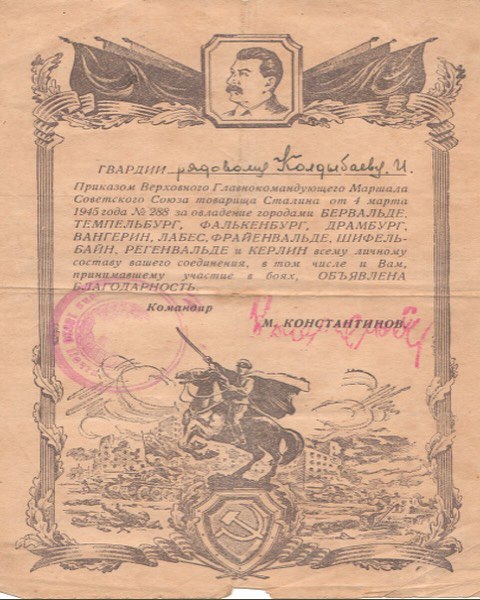 ГВАРДИИ рядовому Колдыбаеву. И.
Приказом Верховного Главнокомандующего Маршала
Советского Союза товарища Сталина от 4 марта
1945 года № 288 за овладение городами БЕРВАЛЬДЕ,
ТЕМПЕЛЬБУРГ, ФАЛЬКЕНБУРГ, ДРАМБУРГ,
ВАНГЕРИН, ЛАБЕС, ФРАЙЕНВАЛЬДЕ, ШИФЕЛЬ-
БАЙН, РЕГЕНВАЛЬДЕ и КЕРЛИН всему личному
составу вашего соединения, в том числе и Вам,
принимавшему участие в боях, ОБЪЯВЛЕНА
БЛАГОДАРНОСТЬ.
Командир
М. КОНСТАНТИНОВ.